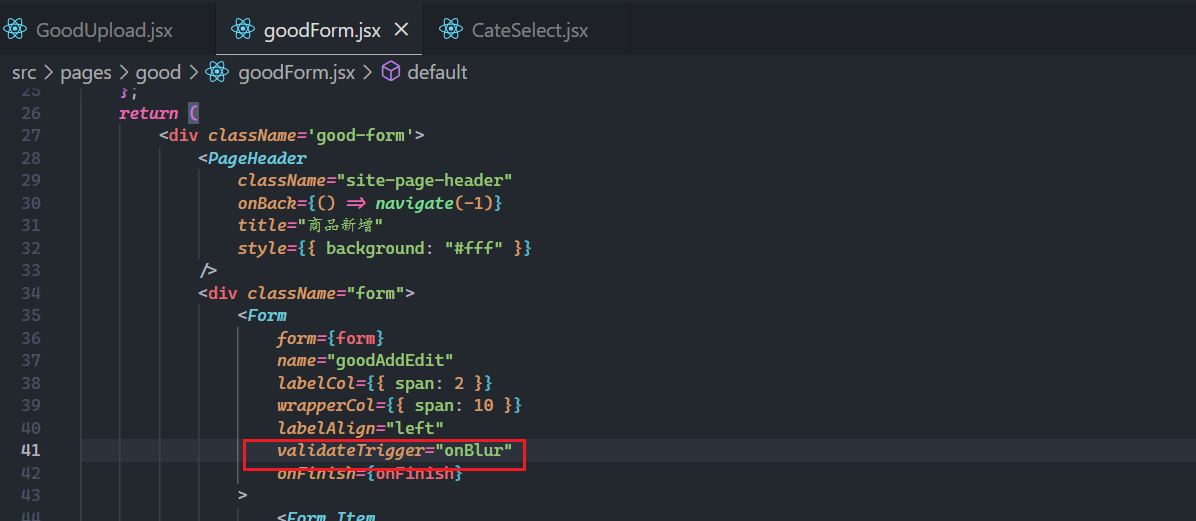 GoodUpload.jsx goodForm.jsx × CateSelect.jsx
src > pages > good > goodForm.jsx > default
25 };
26 return (
27 <div className='good-form'>
28 <PageHeader
29 className="site-page-header"
30 onBack={() => navigate(-1)}
31 title="商品新增"
32 style={{ background: "#fff" }}
33 />
34 <div className="form">
35 <Form
36 form={form}
37 name="goodAddEdit"
38 labelCol={{ span: 2 }}
39 wrapperCol={{ span: 10 }}
40 labelAlign="left"
41 validateTrigger="onBlur"
42 onFinish={onFinish}
43 >
44 <Form.Item